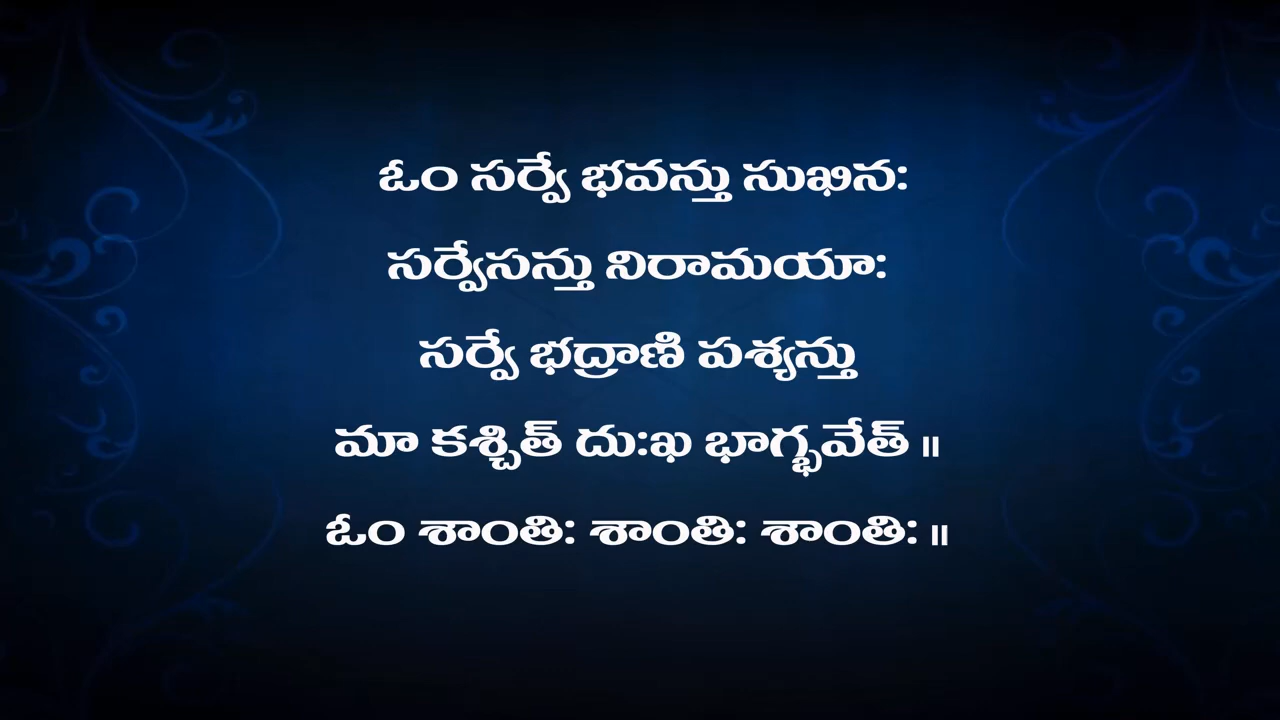 ఓం సర్వే భవన్తు సుఖినః
సర్వేసన్తు నిరామయాః
సర్వే భద్రాణి పశ్యన్తు
మా కశ్చిత్ దుఃఖ భాగ్భవేత్ ॥
ఓం శాంతిః శాంతిః శాంతిః ॥